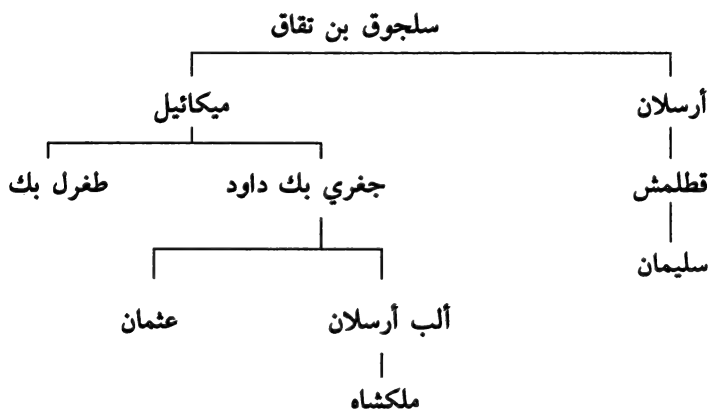 سلجوق بن تقاق
أرسلان
ميكائيل
قطلمش
جغري بك داود
طغرل بك
سليمان
ألب أرسلان
عثمان
ملكشاه